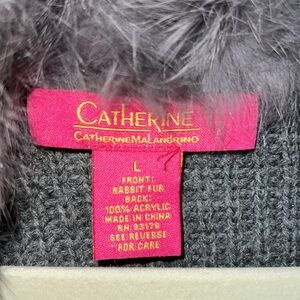 CATHERINE
CATHERINEMALANDRINO
L
FRONT:
RABBIT FUR
BACK:
100% ACRYLIC
MADE IN CHINA
RN 93178
SEE REVERSE
FOR CARE